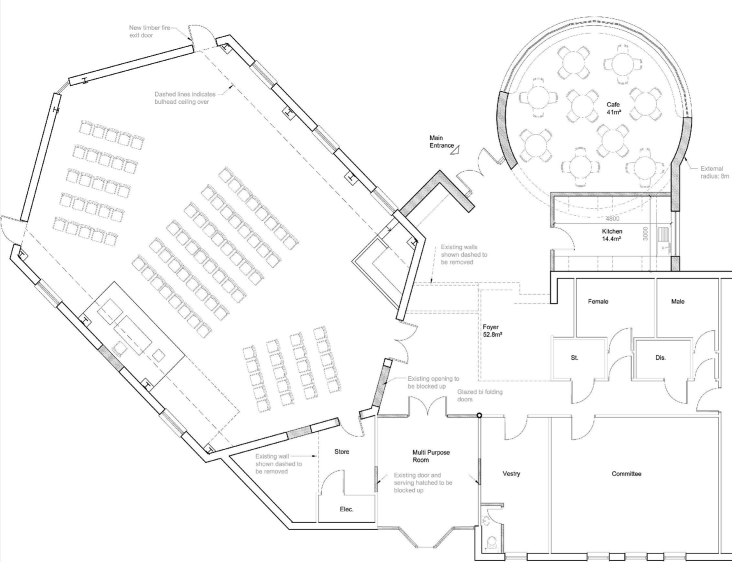 New timber fire
exit door
Dashed lines indicates
bulhead ceiling over
Main
Entrance
Cafe
41m²
External
radius: 8m
4800
Kitchen
14.4m²
3000
Existing walls
shown dashed to
be removed
Foyer
52.8m²
Female
Male
St.
Dis.
Existing opening to
be blocked up
Glazed bi folding
doors
Existing wall
shown dashed to
be removed
Store
Multi Purpose
Room
Existing door and
serving hatched to be
blocked up
Vestry
Committee
Elec.